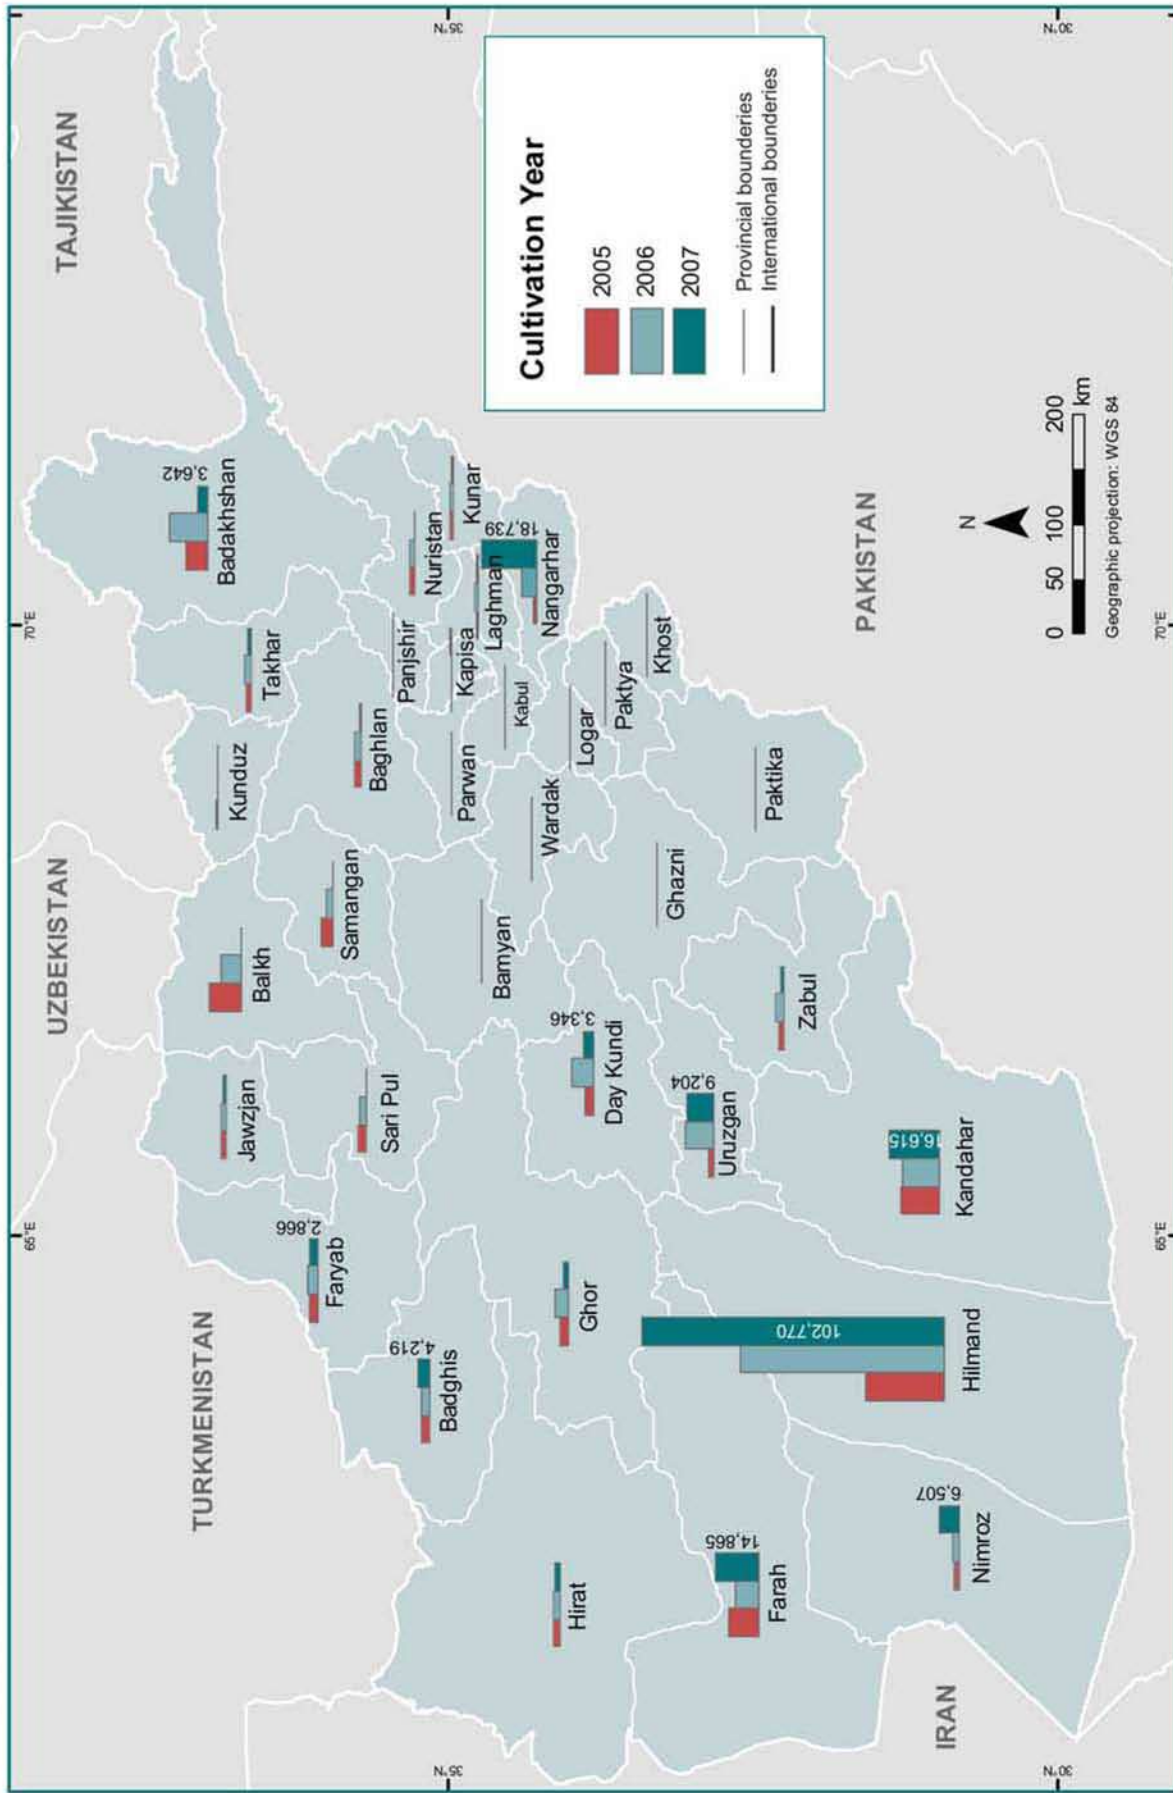 TAJIKISTAN
UZBEKISTAN
TURKMENISTAN
70°E
65°E
35°N
35°N
3,642
Badakhshan
Takhar
Kunduz
Balkh
Jawzjan
2,866
Faryab
Samangan
Baghlan
Sari Pul
4,219
Badghis
Nuristan
Panjshir
Kunar
Kapisa
Parwan
Laghman
Bamyan
18,739
Nangarhar
Kabul
Wardak
Ghor
Hirat
3,346
Day Kundi
Logar
Paktya
Khost
Ghazni
9,204
Uruzgan
Zabul
Paktika
14,865
Farah
16,615
Kandahar
102,770
Hilmand
6,507
Nimroz
IRAN
PAKISTAN
Cultivation Year
2005
2006
2007
Provincial bounderies
International bounderies
N
0 50 100 200
km
Geographic projection: WGS 84
30°N
30°N
65°E
70°E